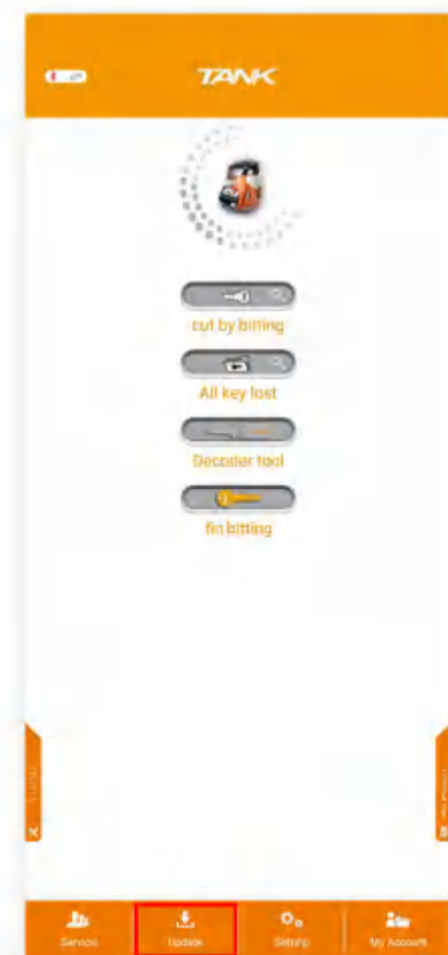 TANK
cut by bitting
All key lost
Decoder tool
fin bitting
Service
Update
Setting
My Account